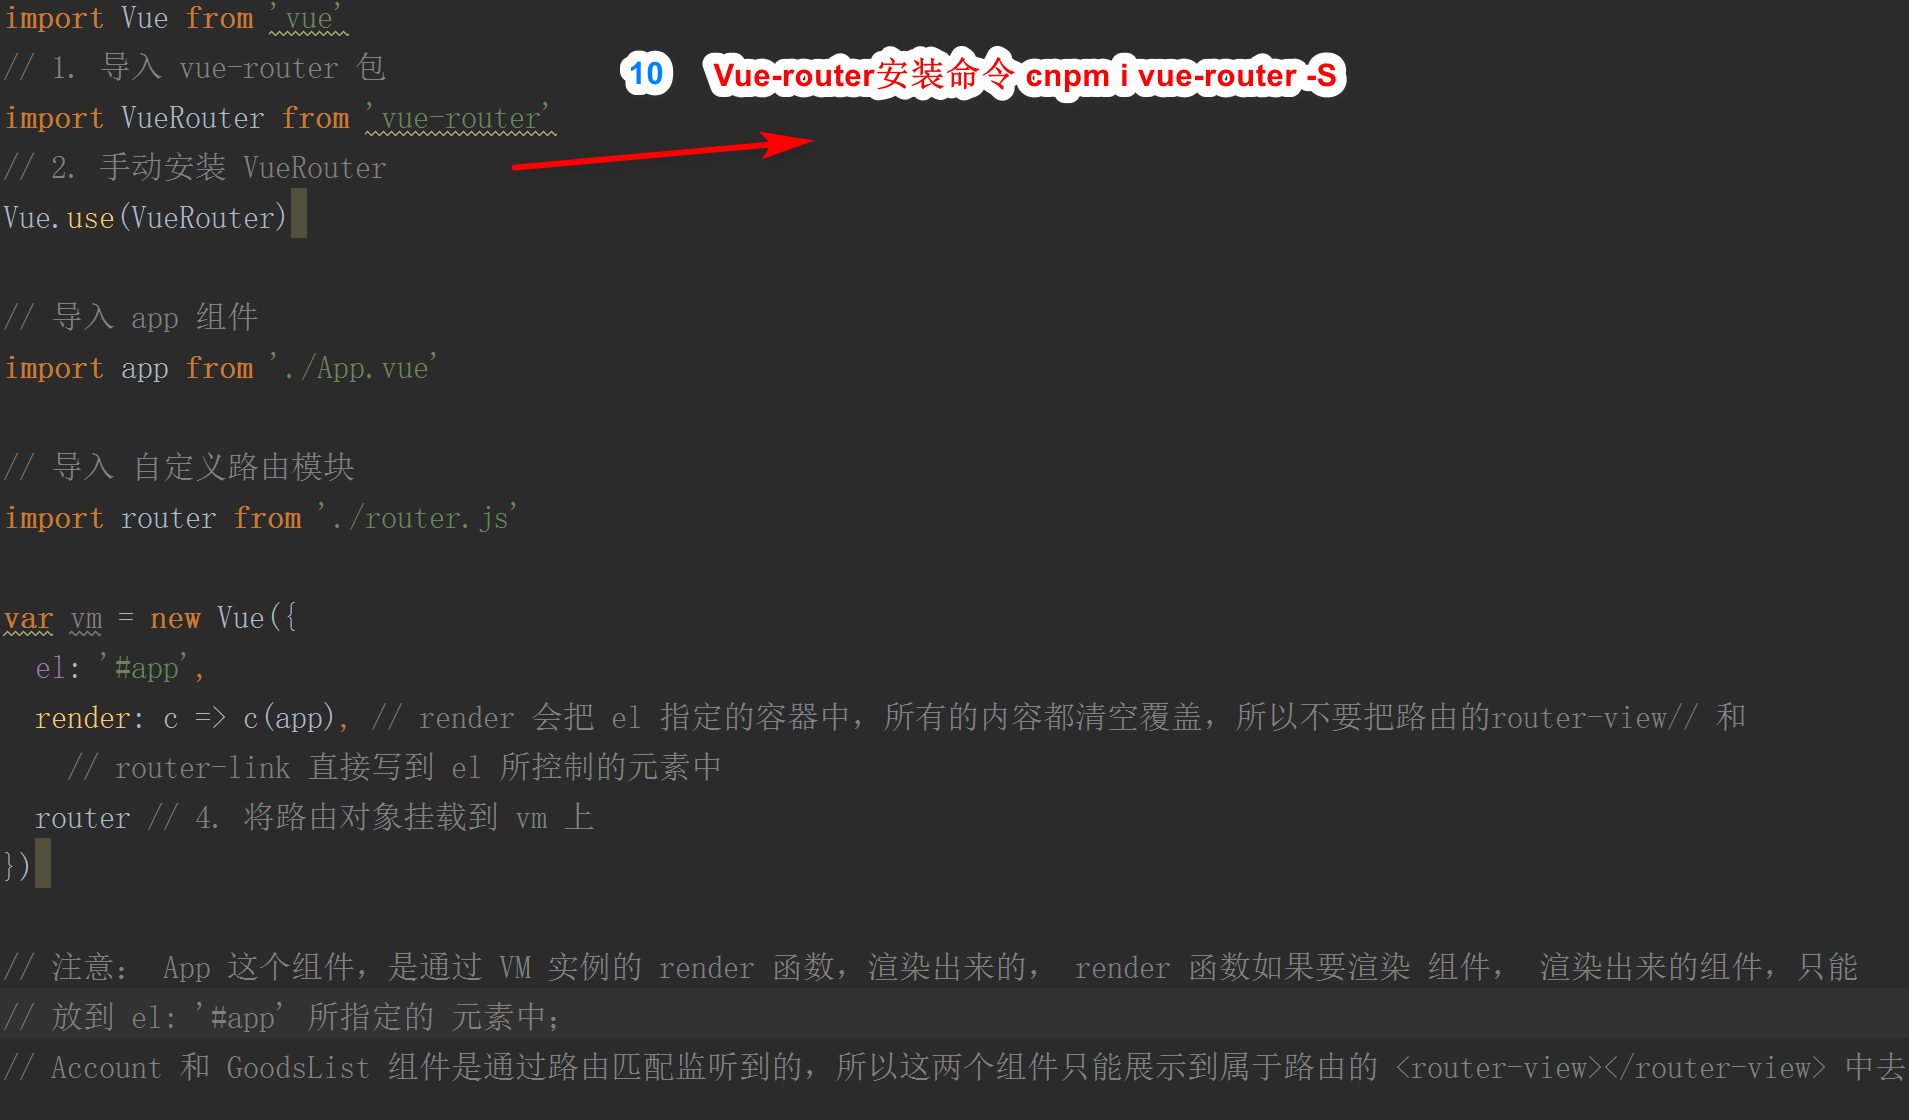 import Vue from 'vue'
// 1. 导入 vue-router 包
10 Vue-router安装命令 cnpm i vue-router -S
import VueRouter from 'vue-router'
// 2. 手动安装 VueRouter
Vue.use(VueRouter)
// 导入 app 组件
import app from './App.vue'
// 导入 自定义路由模块
import router from './router.js'
var vm = new Vue({
  el: '#app',
  render: c => c(app), // render 会把 el 指定的容器中，所有的内容都清空覆盖，所以不要把路由的router-view// 和
    // router-link 直接写到 el 所控制的元素中
  router // 4. 将路由对象挂载到 vm 上
})
// 注意： App 这个组件，是通过 VM 实例的 render 函数，渲染出来的， render 函数如果要渲染 组件， 渲染出来的组件，只能
// 放到 el: '#app' 所指定的 元素中；
// Account 和 GoodsList 组件是通过路由匹配监听到的，所以这两个组件只能展示到属于路由的 <router-view></router-view> 中去